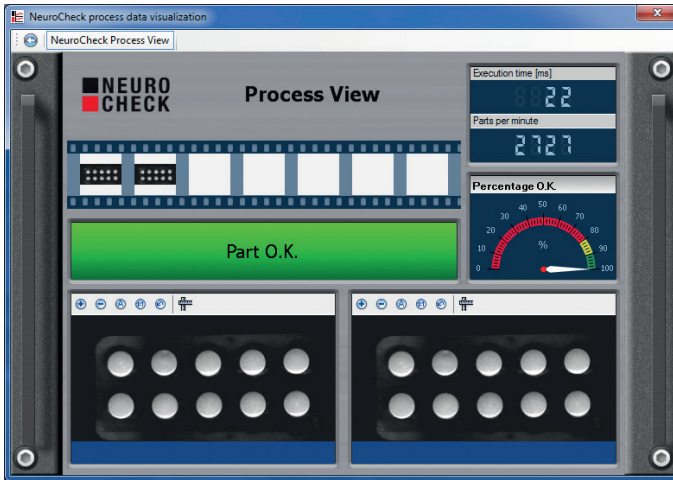 NeuroCheck process data visualization
NeuroCheck Process View
NEURO
CHECK
Process View
Execution time [ms]
22
Parts per minute
2727
Percentage O.K.
0 10 20 30 40 50 60 70 80 90 100
%
Part O.K.